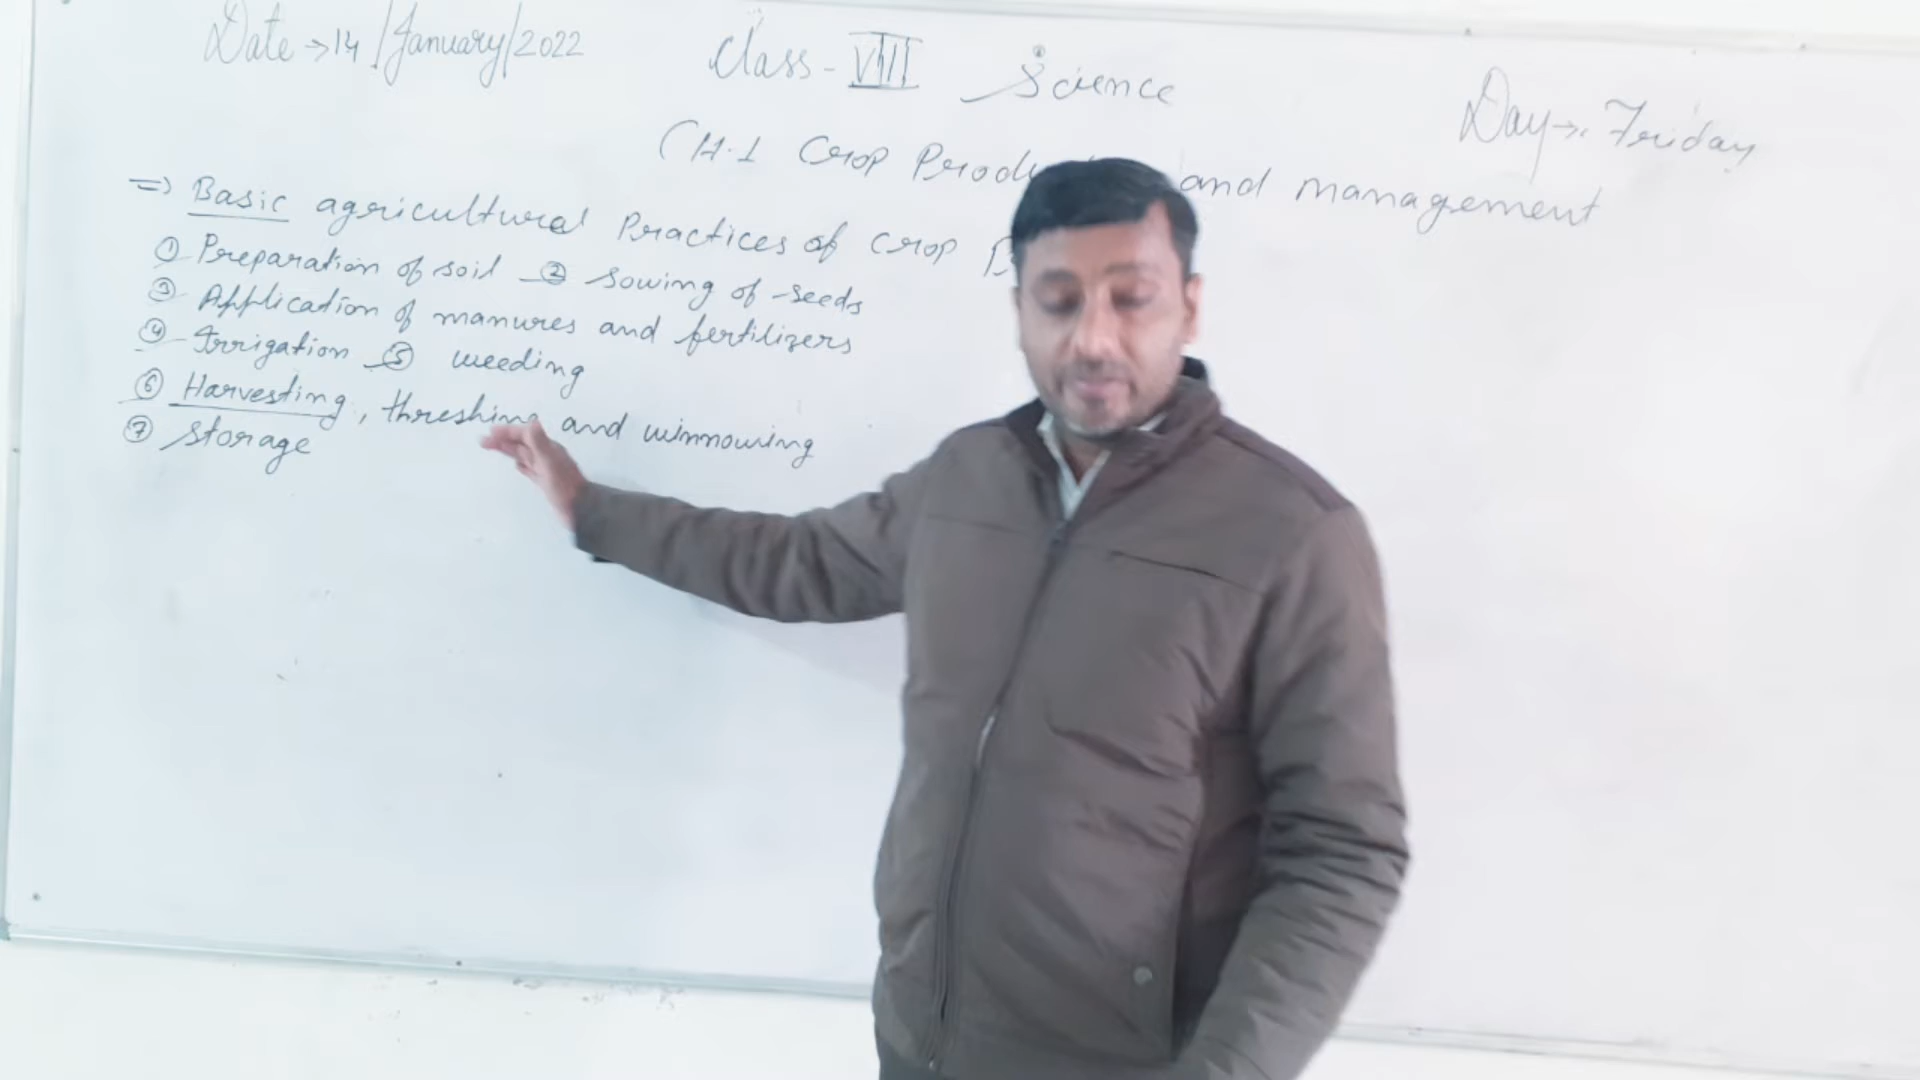 Date → 14/January/2022
Class - VIII Science
Day → Friday
CH.1 Crop and management
⇒ Basic agricultural Practices of crop
① Preparation of soil ② sowing of seeds
③ Application of manures and fertilizers
④ Irrigation ⑤ weeding
⑥ Harvesting, threshing and winnowing
⑦ Storage